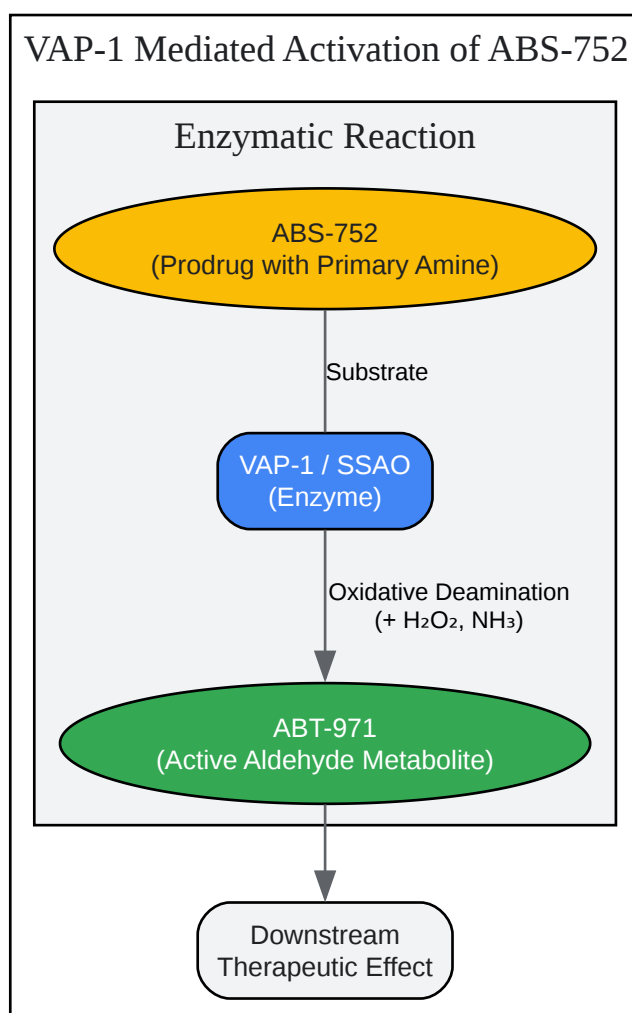 VAP-1 Mediated Activation of ABS-752
Enzymatic Reaction
ABS-752
(Prodrug with Primary Amine)
Substrate
VAP-1 / SSAO
(Enzyme)
Oxidative Deamination
(+ H₂O₂, NH₃)
ABT-971
(Active Aldehyde Metabolite)
Downstream
Therapeutic Effect